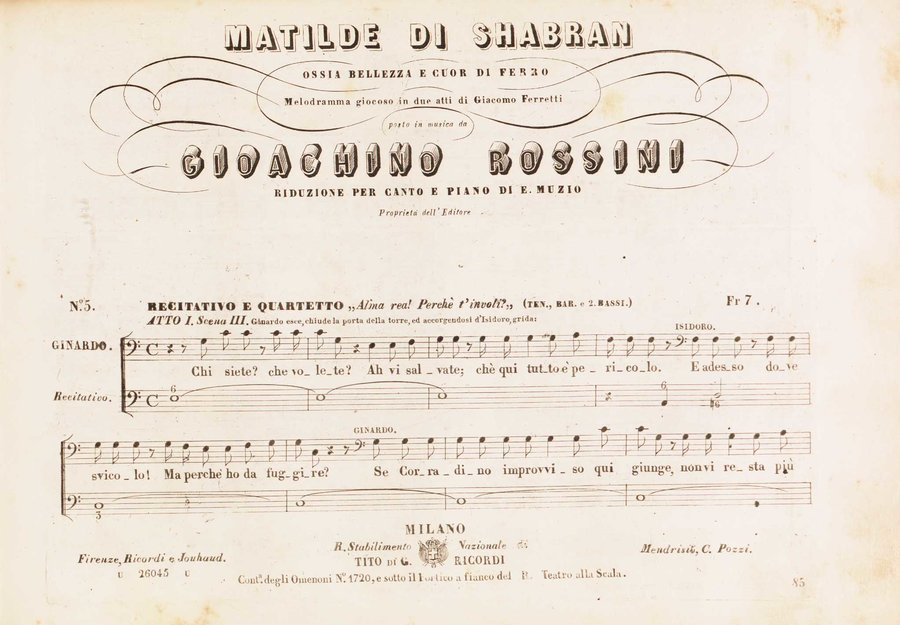 MATILDE DI SHABRAN
OSSIA BELLEZZA E CUOR DI FERRO
Melodramma giocoso in due atti di Giacomo Ferretti
posto in musica da
GIOACHINO ROSSINI
RIDUZIONE PER CANTO E PIANO DI E. MUZIO
Proprietà dell'Editore
N.º 5. RECITATIVO E QUARTETTO „Alma rea! Perchè t'involi?„ (TEN., BAR. e 2. BASSI.) Fr 7.
ATTO I. Scena III. Ginardo esce, chiude la porta della torre, ed accorgendosi d'Isidoro, grida:
ISIDORO.
GINARDO.
Chi siete? che vo_le_te? Ah vi sal_vate; chè qui tut_to è pe_ri_co_lo. E ades_so do_ve
Recitativo.
6
6
6
GINARDO.
svico_lo! Ma perchè ho da fug_gi_re? Se Cor_ra_di_no improvvi_so qui giunge, non vi re_sta più
3
MILANO
Firenze, Ricordi e Jouhaud. R. Stabilimento Nazionale di Mendrisio, C. Pozzi.
TITO DI G. RICORDI
U 26045 U
Cont.ª degli Omenoni N.º 1720, e sotto il Portico a fianco del R. Teatro alla Scala.
85